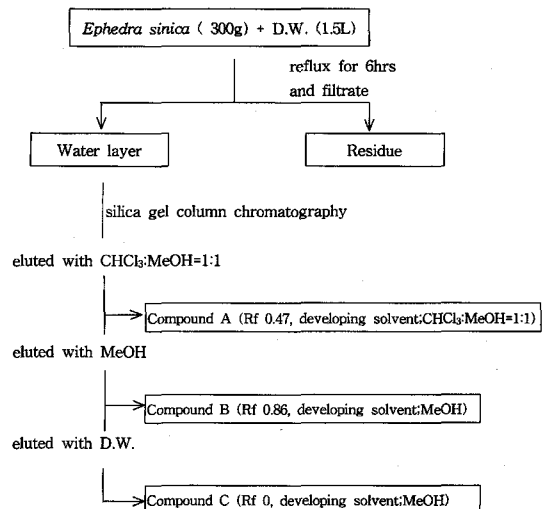 Ephedra sinica ( 300g) + D.W. (1.5L)
reflux for 6hrs
and filtrate
Water layer
Residue
silica gel column chromatography
eluted with CHCl₃:MeOH=1:1
Compound A (Rf 0.47, developing solvent;CHCl₃:MeOH=1:1)
eluted with MeOH
Compound B (Rf 0.86, developing solvent;MeOH)
eluted with D.W.
Compound C (Rf 0, developing solvent;MeOH)